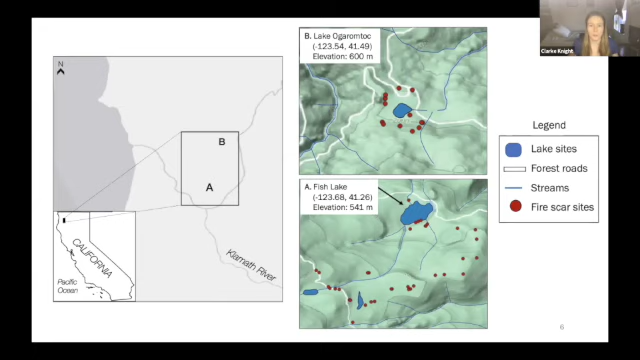 N
B
A
Klamath River
CALIFORNIA
Pacific
Ocean
B. Lake Ogaromtoc
(-123.54, 41.49)
Elevation: 600 m
A. Fish Lake
(-123.68, 41.26)
Elevation: 541 m
Legend
Lake sites
Forest roads
Streams
Fire scar sites
Clarke Knight
6